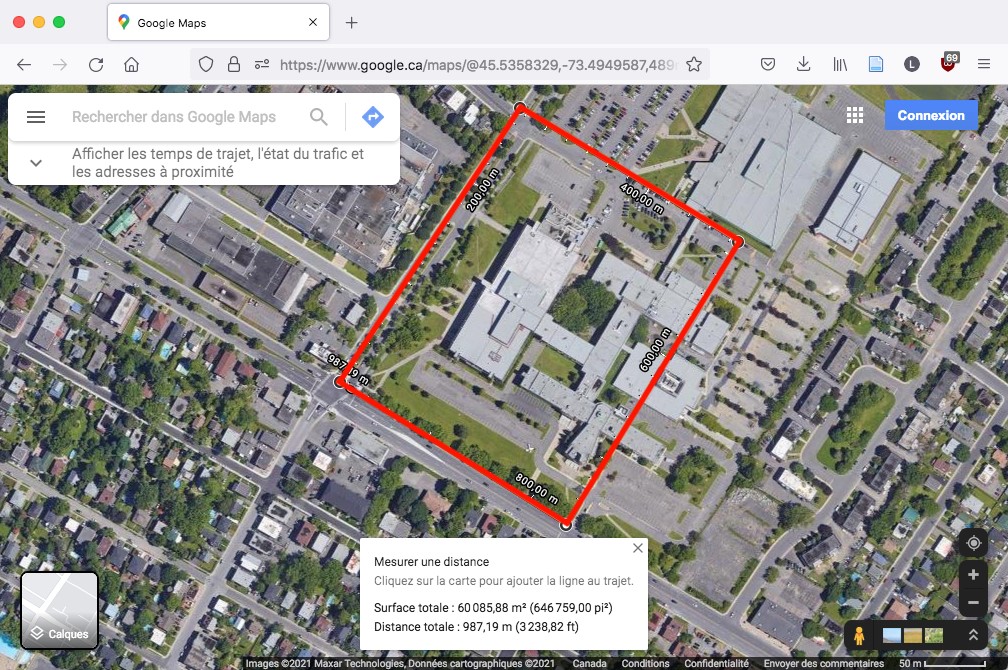 Google Maps
https://www.google.ca/maps/@45.5358329,-73.4949587,489
L
69
Rechercher dans Google Maps
Connexion
Afficher les temps de trajet, l'état du trafic et
les adresses à proximité
200,00 m
400,00 m
600,00 m
987,19 m
800,00 m
Mesurer une distance
Cliquez sur la carte pour ajouter la ligne au trajet.
Surface totale : 60 085,88 m² (646 759,00 pi²)
Distance totale : 987,19 m (3 238,82 ft)
Calques
Images ©2021 Maxar Technologies, Données cartographiques ©2021 Canada Conditions Confidentialité Envoyer des commentaires 50 m